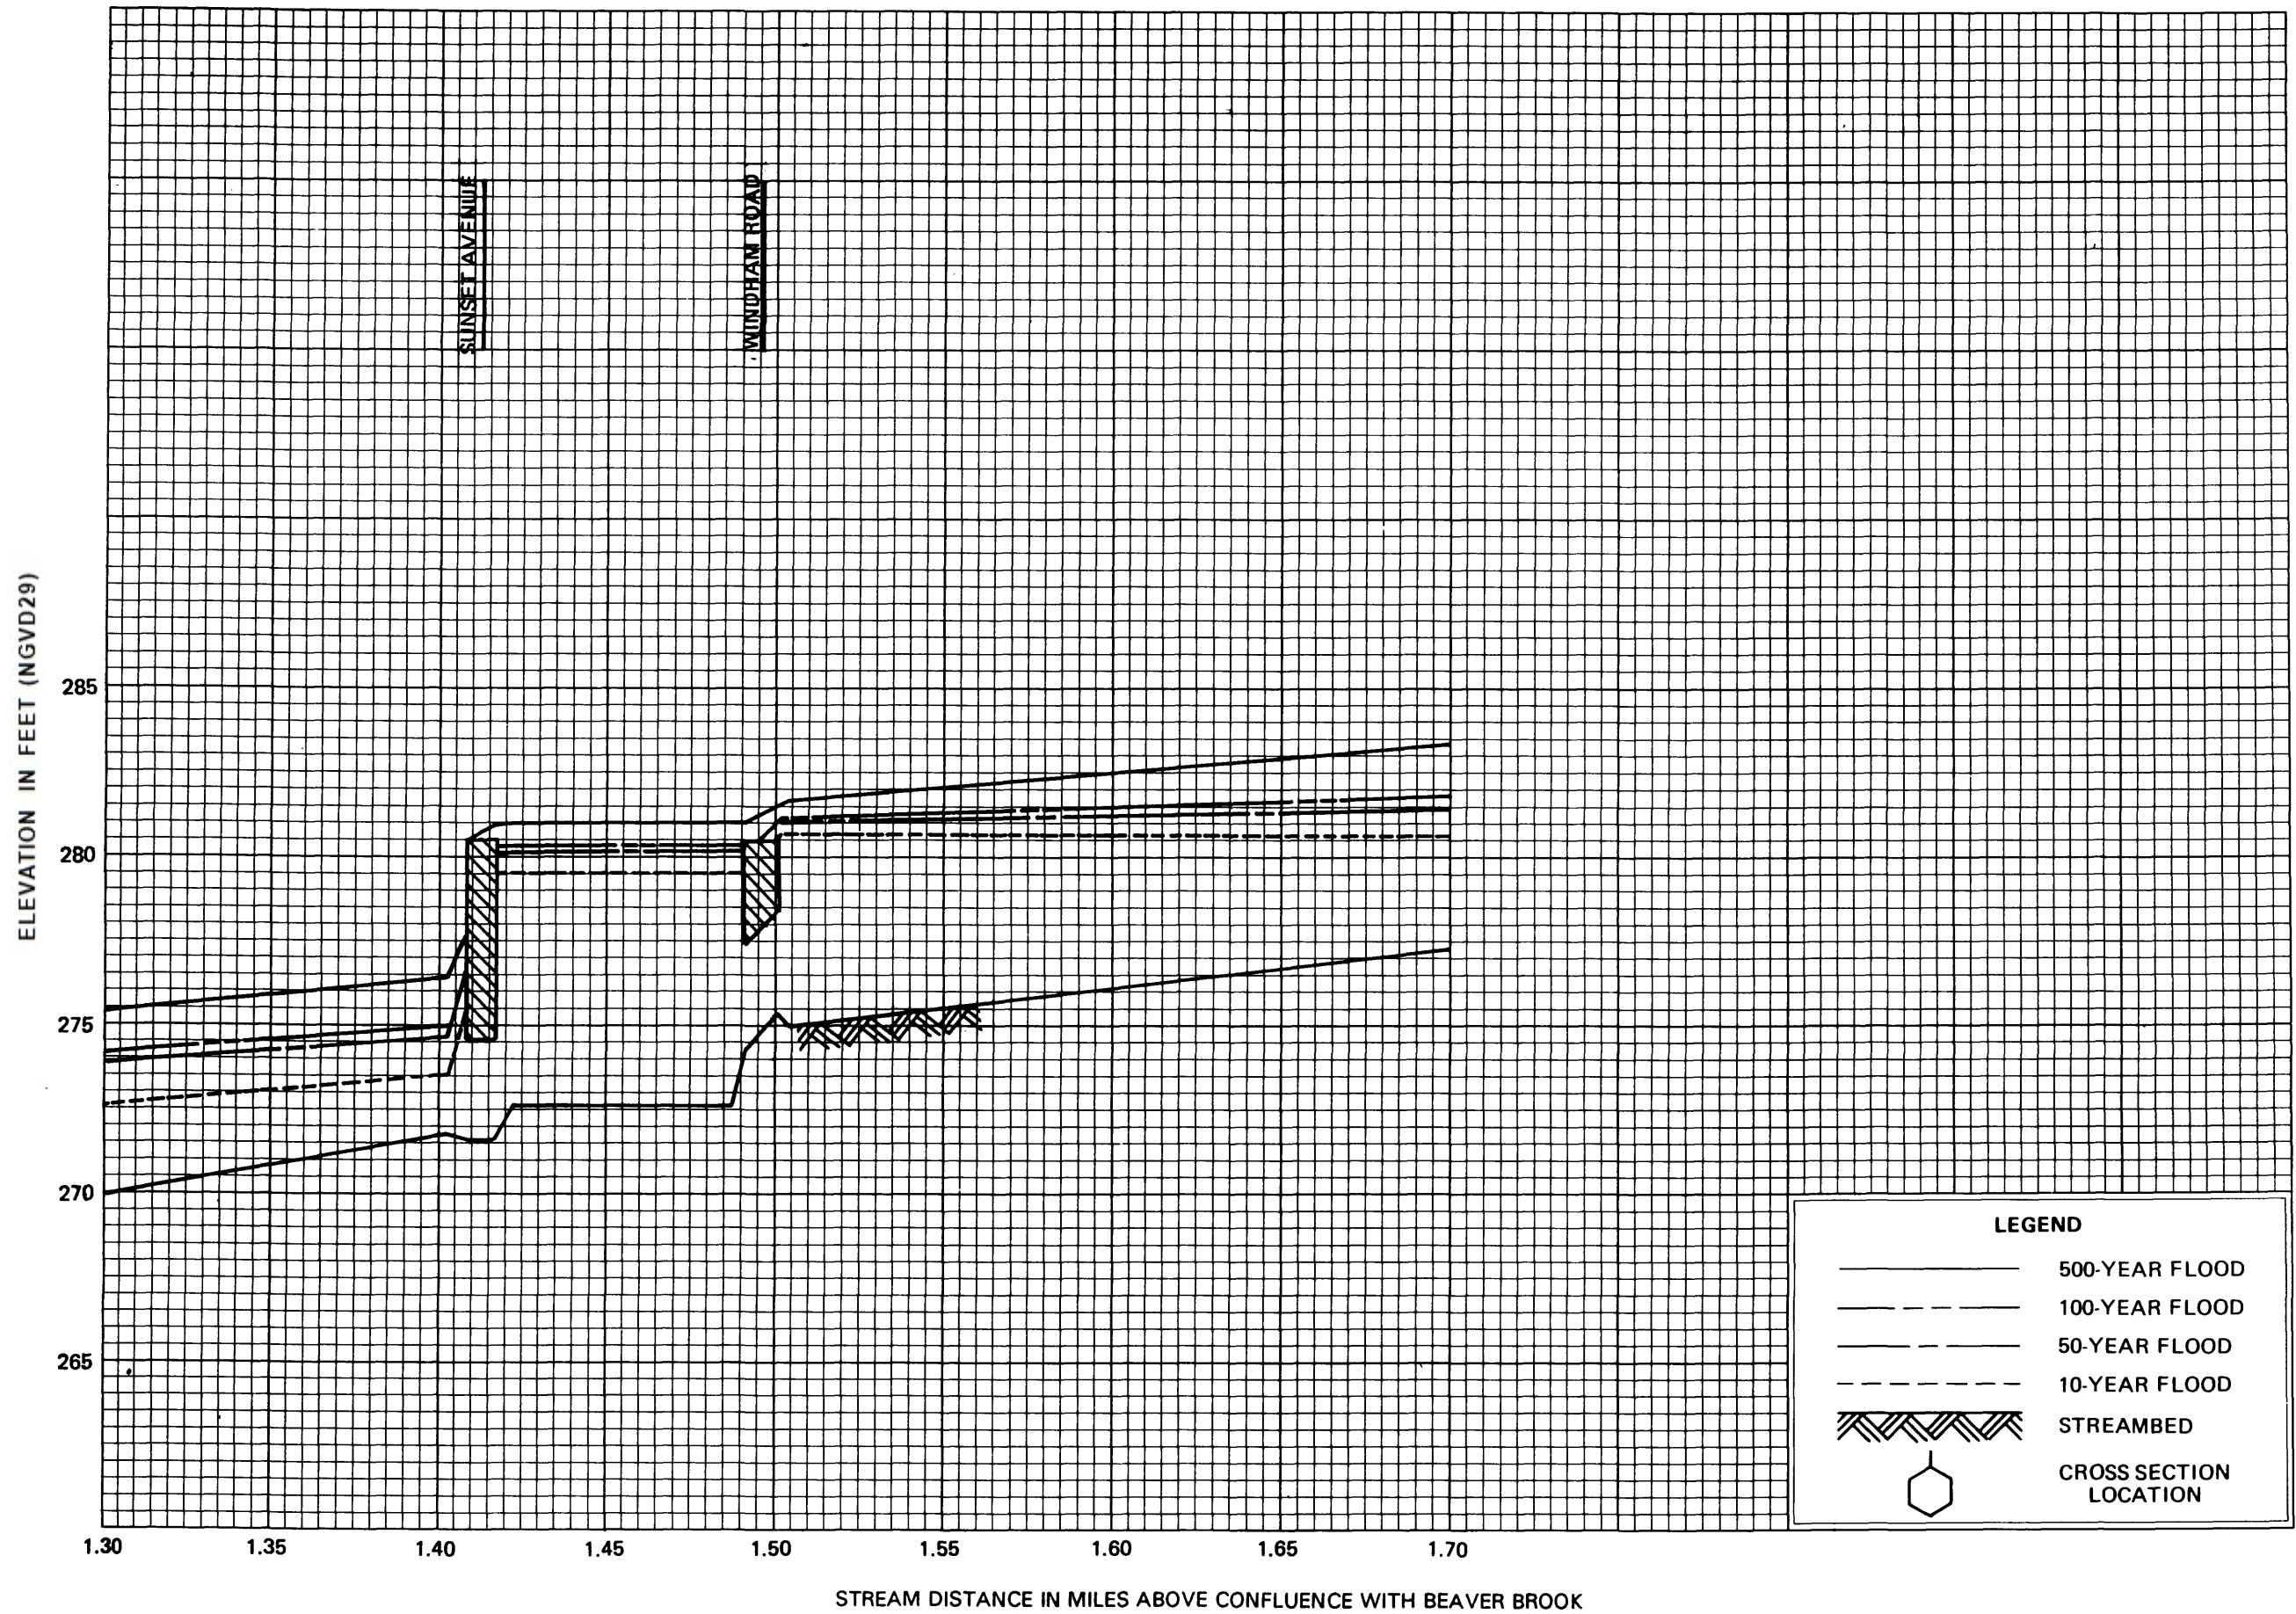 SUNSET AVENUE
WINDHAM ROAD
ELEVATION IN FEET (NGVD29)
285
280
275
270
265
1.30
1.35
1.40
1.45
1.50
1.55
1.60
1.65
1.70
STREAM DISTANCE IN MILES ABOVE CONFLUENCE WITH BEAVER BROOK
LEGEND
500-YEAR FLOOD
100-YEAR FLOOD
50-YEAR FLOOD
10-YEAR FLOOD
STREAMBED
CROSS SECTION
LOCATION